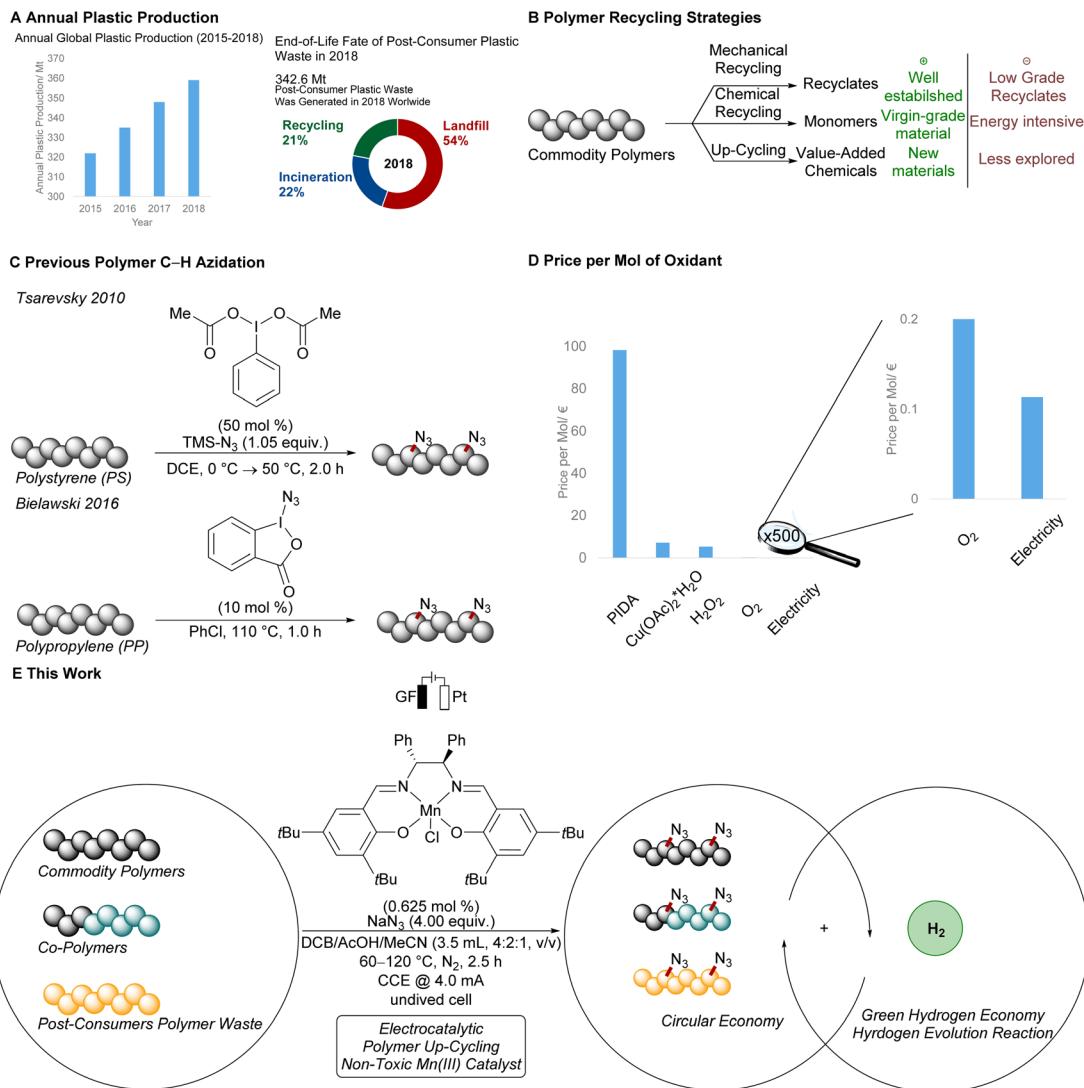 A Annual Plastic Production
Annual Global Plastic Production (2015-2018)
370
360
350
340
330
320
310
300
Annual Plastic Production/ Mt
2015 2016 2017 2018
Year
End-of-Life Fate of Post-Consumer Plastic
Waste in 2018
342.6 Mt
Post-Consumer Plastic Waste
Was Generated in 2018 Worlwide
Recycling
21%
Landfill
54%
2018
Incineration
22%
B Polymer Recycling Strategies
Commodity Polymers
Mechanical
Recycling
Chemical
Recycling
Up-Cycling
Recyclates
Monomers
Value-Added
Chemicals
⊕
Well
estabilshed
Virgin-grade
material
New
materials
⊖
Low Grade
Recyclates
Energy intensive
Less explored
C Previous Polymer C–H Azidation
Tsarevsky 2010
Me O I O Me
O O
(50 mol %)
TMS-N3 (1.05 equiv.)
DCE, 0 °C → 50 °C, 2.0 h
Polystyrene (PS)
N3 N3
Bielawski 2016
N3
I
O
O
(10 mol %)
PhCl, 110 °C, 1.0 h
Polypropylene (PP)
N3 N3
D Price per Mol of Oxidant
100
80
60
40
20
0
Price per Mol/ €
PIDA
Cu(OAc)2*H2O
H2O2
O2
Electricity
x500
0.2
0.1
0
Price per Mol/ €
O2
Electricity
E This Work
GF Pt
Ph Ph
N N
Mn
O Cl O
tBu tBu
tBu tBu
(0.625 mol %)
NaN3 (4.00 equiv.)
DCB/AcOH/MeCN (3.5 mL, 4:2:1, v/v)
60–120 °C, N2, 2.5 h
CCE @ 4.0 mA
undived cell
Electrocatalytic
Polymer Up-Cycling
Non-Toxic Mn(III) Catalyst
Commodity Polymers
Co-Polymers
Post-Consumers Polymer Waste
N3 N3
N3 N3
N3 N3
Circular Economy
+
H2
Green Hydrogen Economy
Hydrogen Evolution Reaction